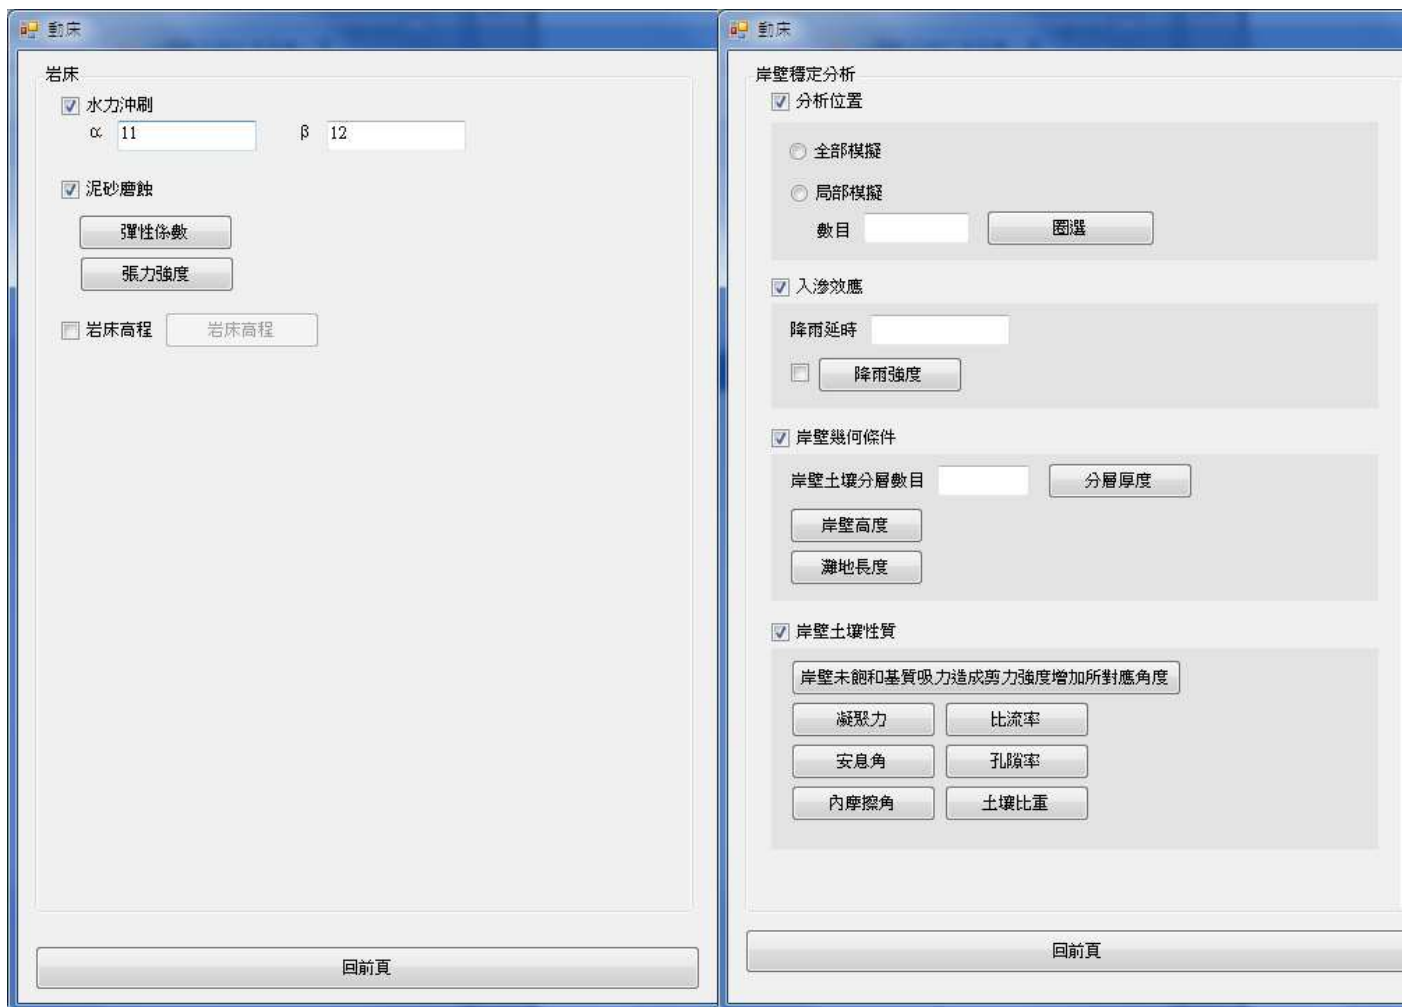 動床
岩床
水力沖刷
α 11 β 12
泥砂磨蝕
彈性係數
張力強度
岩床高程 岩床高程
回前頁
動床
岸壁穩定分析
分析位置
全部模擬
局部模擬
數目 圈選
入滲效應
降雨延時
降雨強度
岸壁幾何條件
岸壁土壤分層數目 分層厚度
岸壁高度
灘地長度
岸壁土壤性質
岸壁未飽和基質吸力造成剪力強度增加所對應角度
凝聚力 比流率
安息角 孔隙率
內摩擦角 土壤比重
回前頁